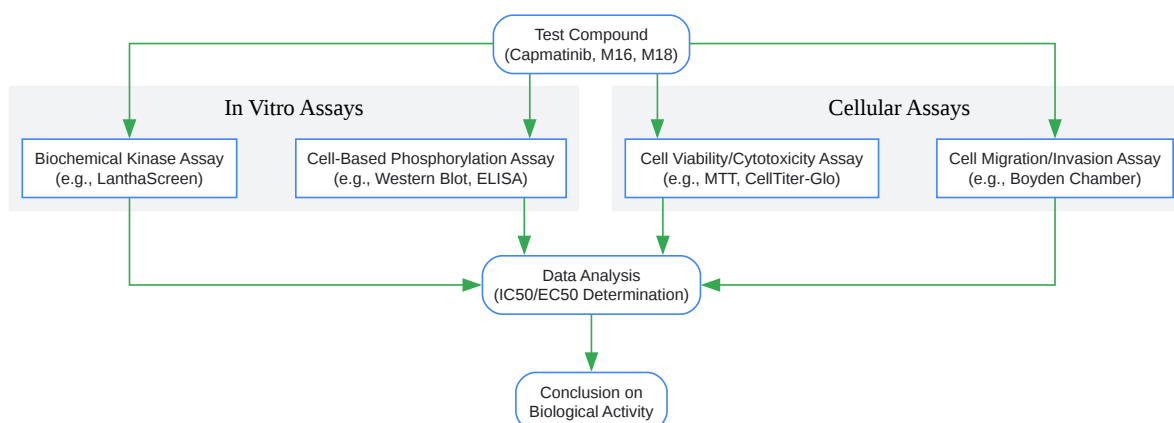 Test Compound
(Capmatinib, M16, M18)
In Vitro Assays
Cellular Assays
Biochemical Kinase Assay
(e.g., LanthaScreen)
Cell-Based Phosphorylation Assay
(e.g., Western Blot, ELISA)
Cell Viability/Cytotoxicity Assay
(e.g., MTT, CellTiter-Glo)
Cell Migration/Invasion Assay
(e.g., Boyden Chamber)
Data Analysis
(IC50/EC50 Determination)
Conclusion on
Biological Activity